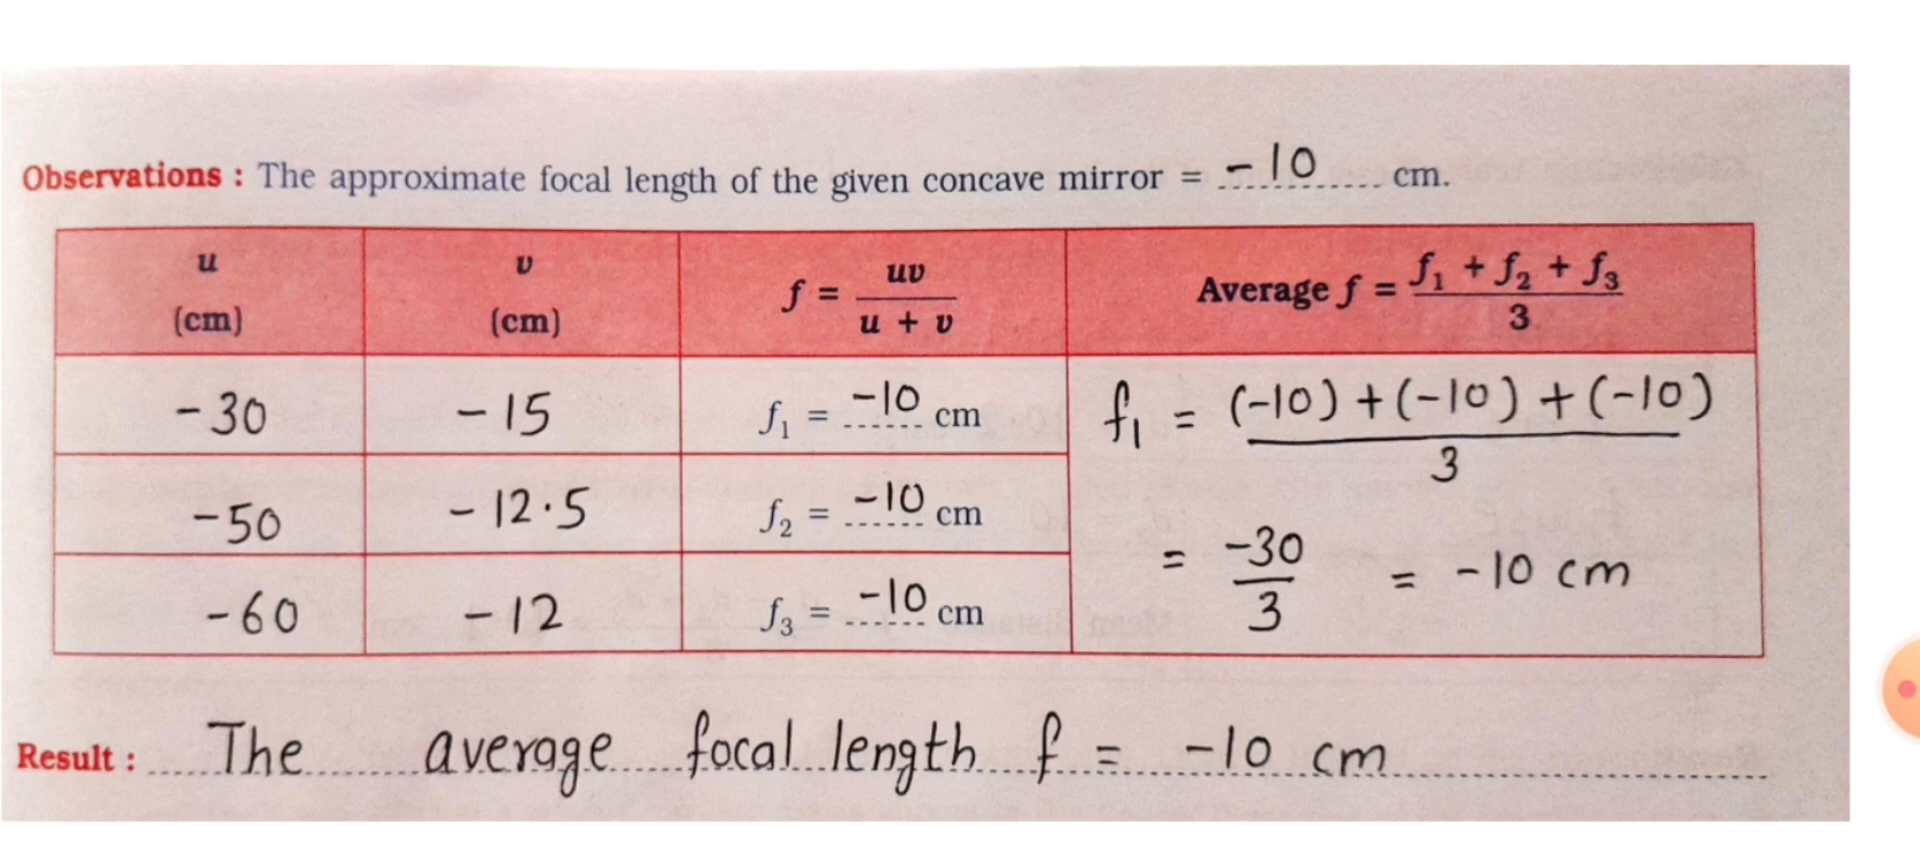 Observations : The approximate focal length of the given concave mirror = -10 cm.
u (cm) v (cm) f = uv / u + v Average f = f₁ + f₂ + f₃ / 3
-30 -15 f₁ = -10 cm f₁ = (-10) + (-10) + (-10) / 3
-50 -12.5 f₂ = -10 cm = -30 / 3 = -10 cm
-60 -12 f₃ = -10 cm
Result : The average focal length f = -10 cm